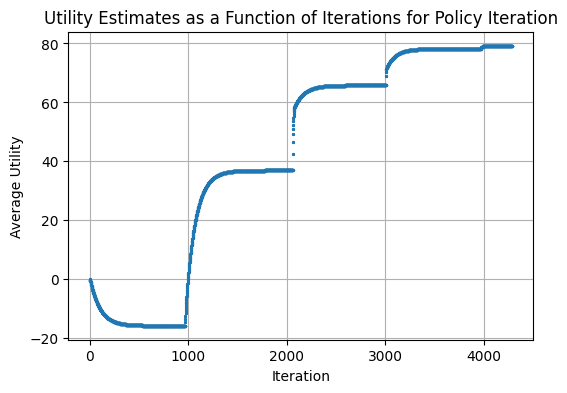 Utility Estimates as a Function of Iterations for Policy Iteration
80
60
40
20
0
−20
Average Utility
0 1000 2000 3000 4000
Iteration